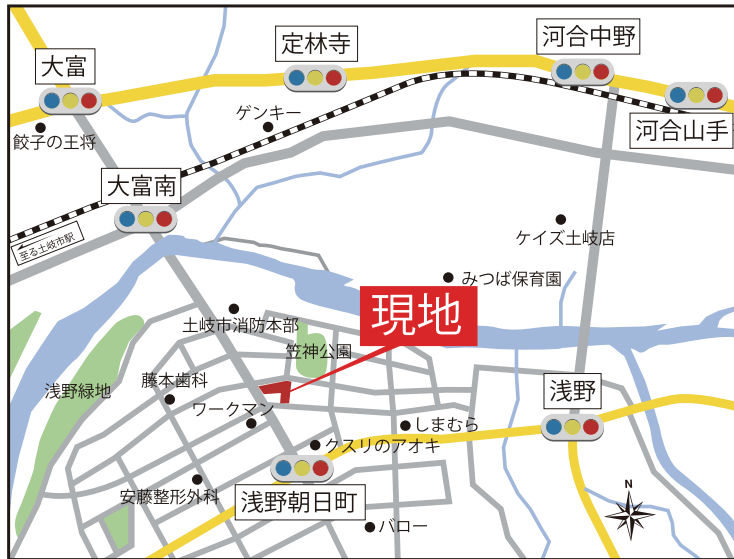 定林寺
河合中野
大富
ゲンキー
河合山手
餃子の王将
大富南
至る土岐市駅
ケイズ土岐店
みつば保育園
現地
土岐市消防本部
笠神公園
浅野緑地
藤本歯科
浅野
ワークマン
しまむら
クスリのアオキ
安藤整形外科
浅野朝日町
バロー
N